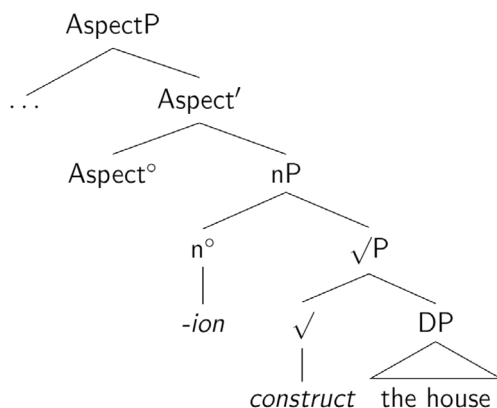 AspectP
... Aspect′
Aspect° nP
n° √P
-ion √ DP
construct the house